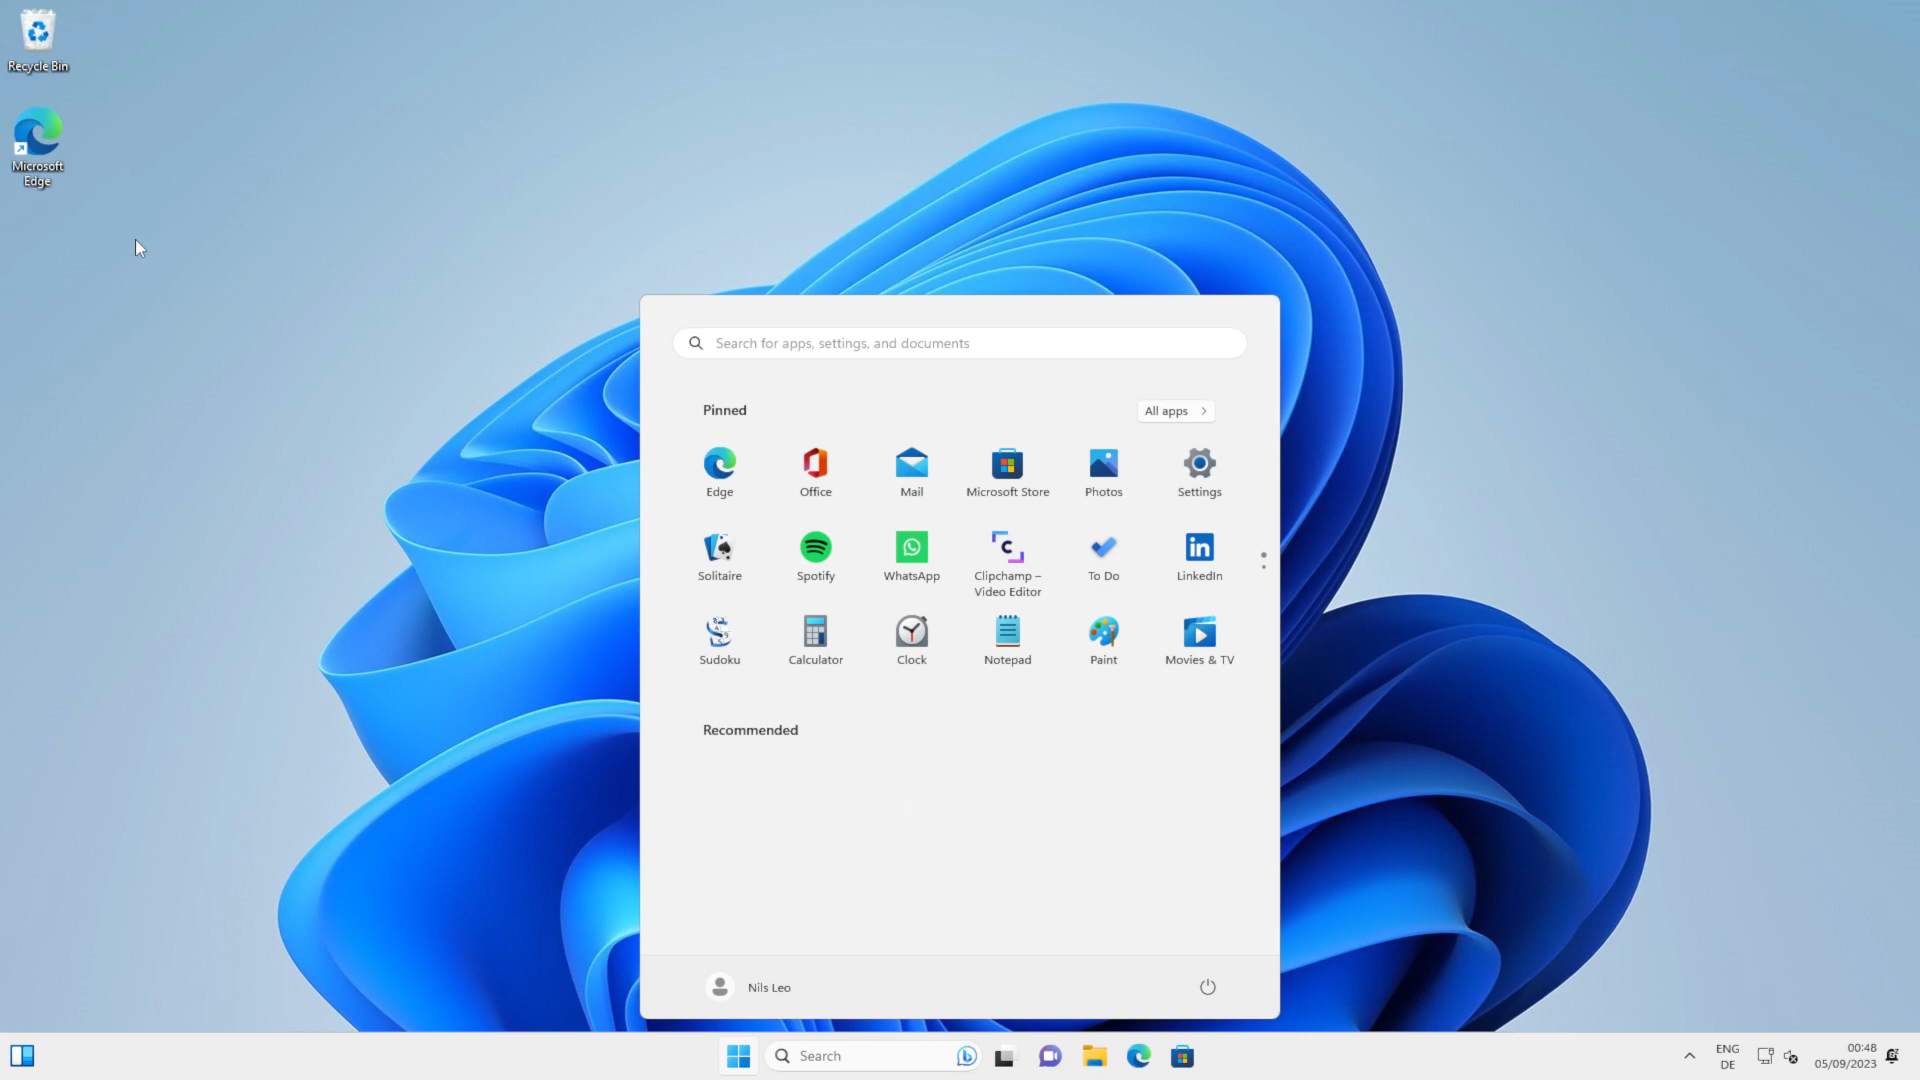 Recycle Bin
Microsoft
Edge
Search for apps, settings, and documents
Pinned
All apps
Edge
Office
Mail
Microsoft Store
Photos
Settings
Solitaire
Spotify
WhatsApp
Clipchamp –
Video Editor
To Do
LinkedIn
Sudoku
Calculator
Clock
Notepad
Paint
Movies & TV
Recommended
Nils Leo
Search
ENG
DE
00:48
05/09/2023